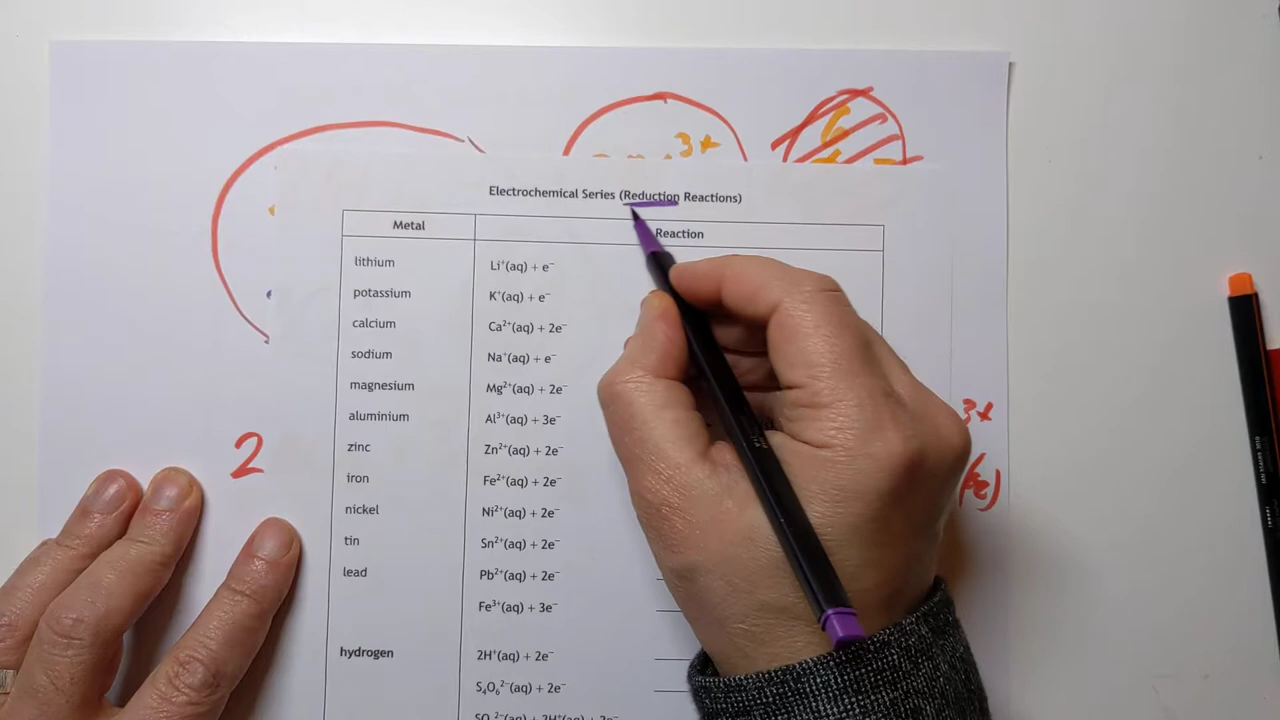 3+
Electrochemical Series (Reduction Reactions)
Metal Reaction
lithium Li⁺(aq) + e⁻
potassium K⁺(aq) + e⁻
calcium Ca²⁺(aq) + 2e⁻
sodium Na⁺(aq) + e⁻
magnesium Mg²⁺(aq) + 2e⁻
aluminium Al³⁺(aq) + 3e⁻
3+
zinc Zn²⁺(aq) + 2e⁻
2
iron Fe²⁺(aq) + 2e⁻
nickel Ni²⁺(aq) + 2e⁻
tin Sn²⁺(aq) + 2e⁻
lead Pb²⁺(aq) + 2e⁻
Fe³⁺(aq) + 3e⁻
hydrogen 2H⁺(aq) + 2e⁻
S₄O₆²⁻(aq) + 2e⁻